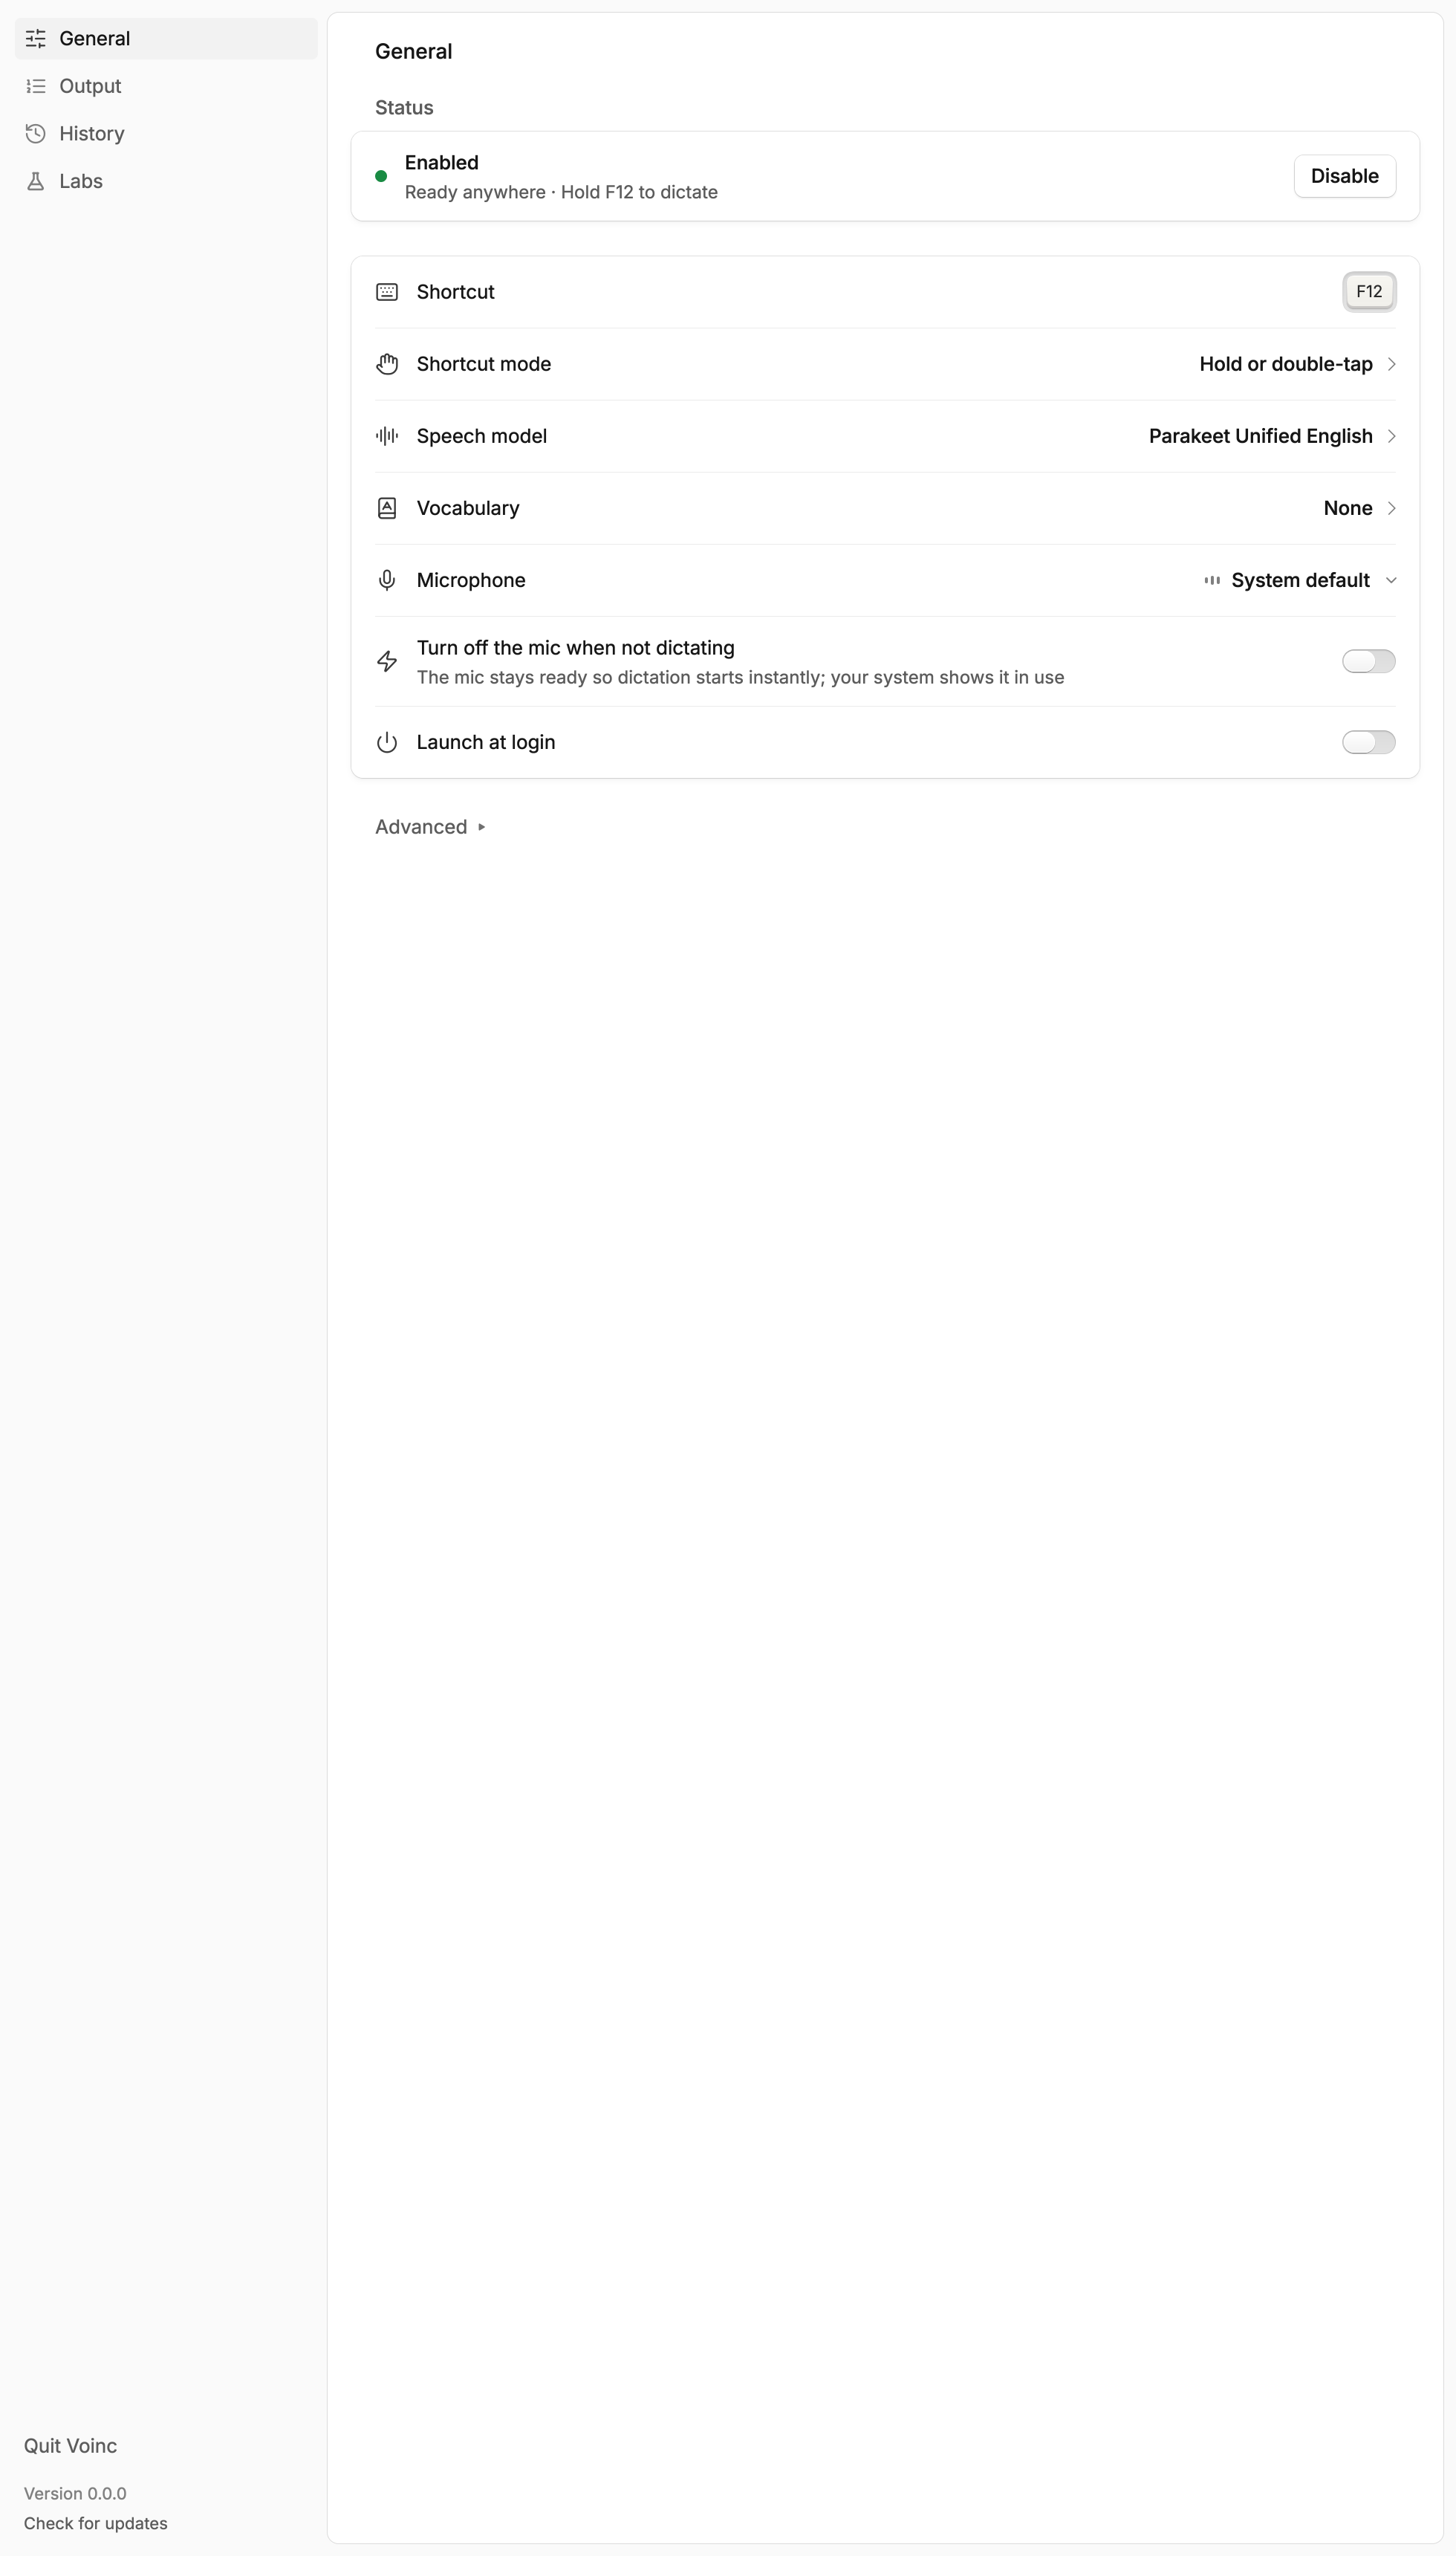 General
Output
History
Labs
Quit Voinc
Version 0.0.0
Check for updates
General
Status
Enabled
Ready anywhere · Hold F12 to dictate
Disable
Shortcut
F12
Shortcut mode
Hold or double-tap
Speech model
Parakeet Unified English
Vocabulary
None
Microphone
System default
Turn off the mic when not dictating
The mic stays ready so dictation starts instantly; your system shows it in use
Launch at login
Advanced